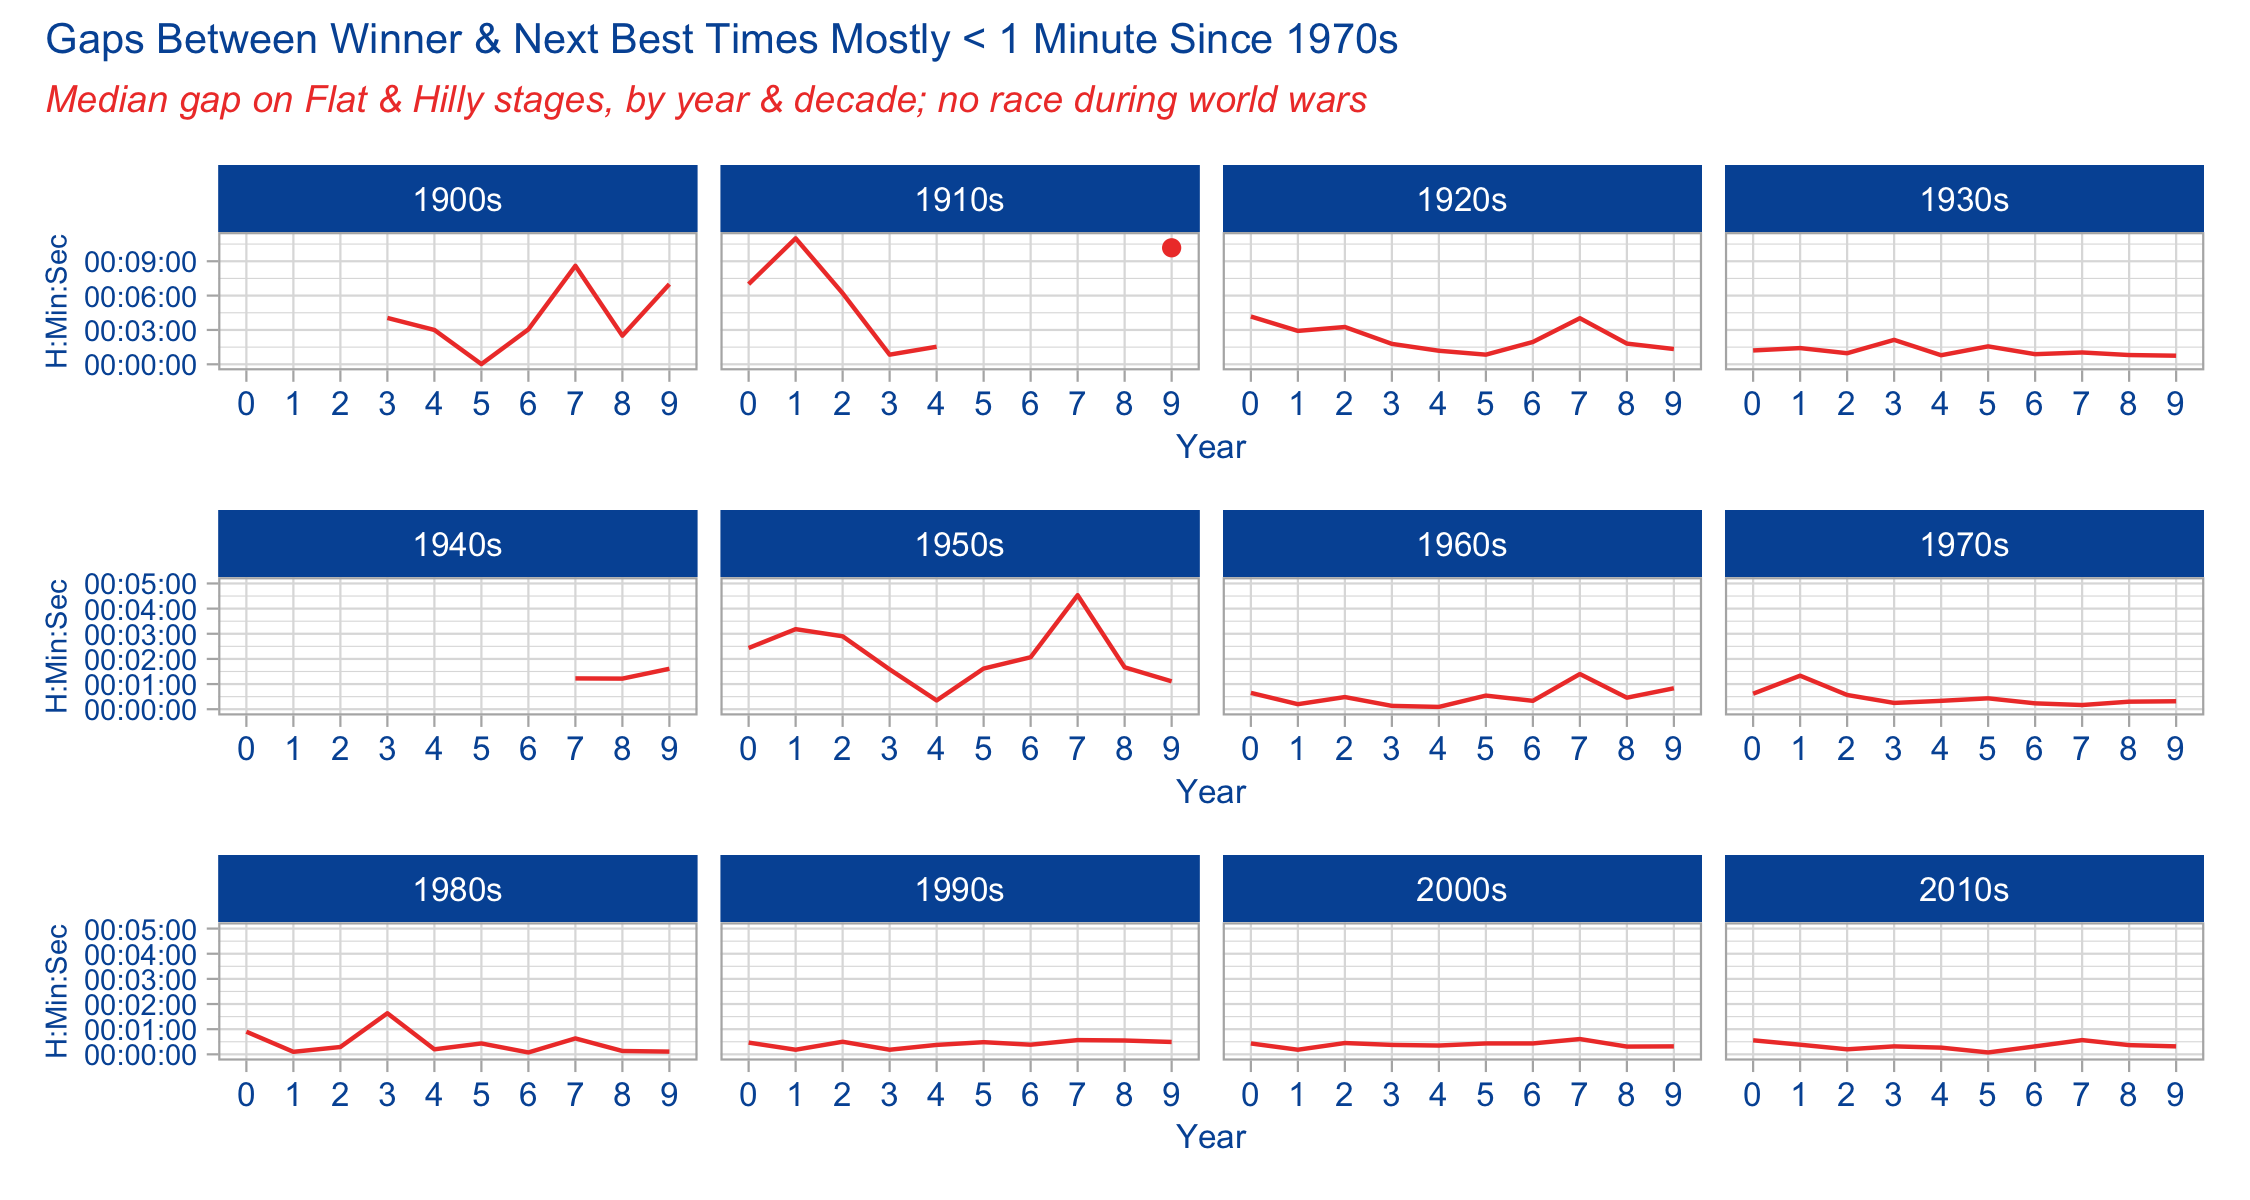 Gaps Between Winner & Next Best Times Mostly < 1 Minute Since 1970s
Median gap on Flat & Hilly stages, by year & decade; no race during world wars
1900s 1910s 1920s 1930s
H:Min:Sec
00:09:00
00:06:00
00:03:00
00:00:00
0 1 2 3 4 5 6 7 8 9 0 1 2 3 4 5 6 7 8 9 0 1 2 3 4 5 6 7 8 9 0 1 2 3 4 5 6 7 8 9
Year
1940s 1950s 1960s 1970s
H:Min:Sec
00:05:00
00:04:00
00:03:00
00:02:00
00:01:00
00:00:00
0 1 2 3 4 5 6 7 8 9 0 1 2 3 4 5 6 7 8 9 0 1 2 3 4 5 6 7 8 9 0 1 2 3 4 5 6 7 8 9
Year
1980s 1990s 2000s 2010s
H:Min:Sec
00:05:00
00:04:00
00:03:00
00:02:00
00:01:00
00:00:00
0 1 2 3 4 5 6 7 8 9 0 1 2 3 4 5 6 7 8 9 0 1 2 3 4 5 6 7 8 9 0 1 2 3 4 5 6 7 8 9
Year